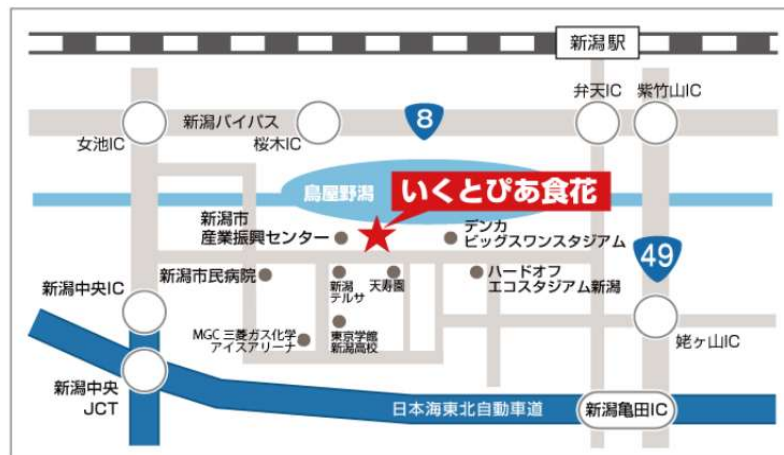 新潟駅
弁天IC
紫竹山IC
新潟バイパス
8
女池IC
桜木IC
鳥屋野潟
いくとぴあ食花
新潟市
産業振興センター
デンカ
ビッグスワンスタジアム
49
新潟市民病院
新潟
テルサ
天寿園
ハードオフ
エコスタジアム新潟
新潟中央IC
MGC三菱ガス化学
アイスアリーナ
東京学館
新潟高校
姥ヶ山IC
新潟中央
JCT
日本海東北自動車道
新潟亀田IC